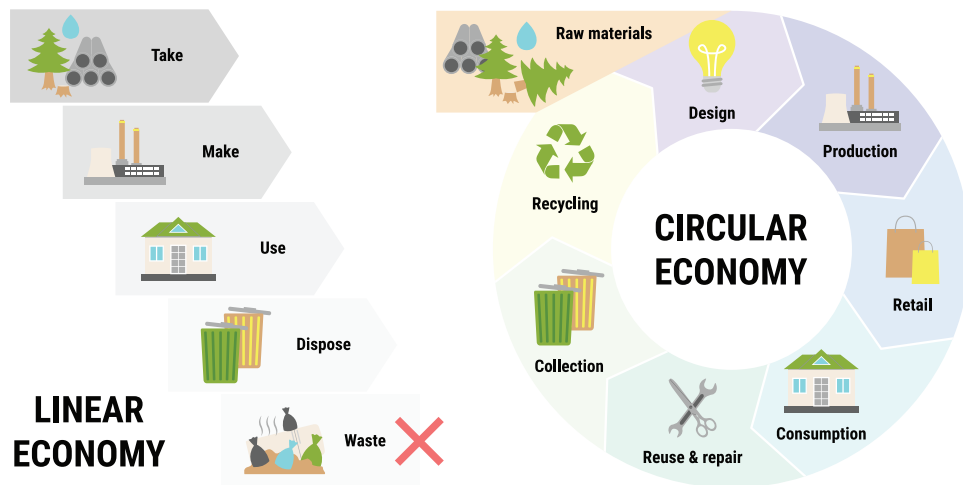 Take
Make
Use
Dispose
Waste
LINEAR
ECONOMY
Raw materials
Design
Production
Retail
Consumption
Reuse & repair
Collection
Recycling
CIRCULAR
ECONOMY